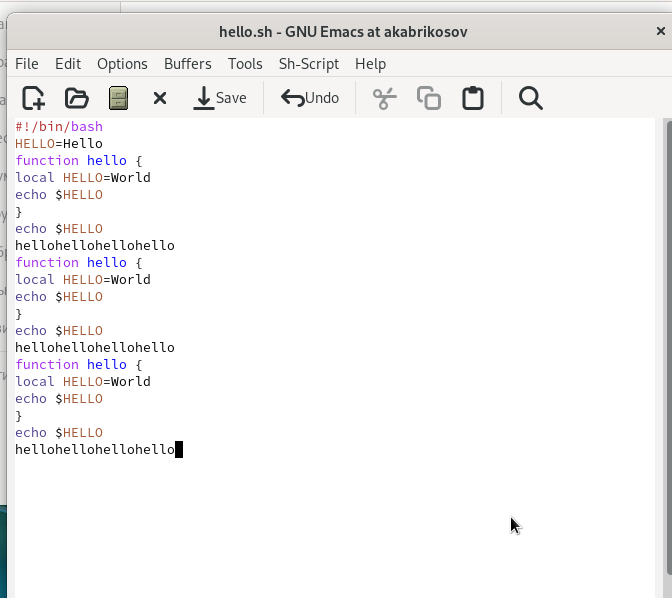 hello.sh - GNU Emacs at akabrikosov
File Edit Options Buffers Tools Sh-Script Help
Save Undo
#!/bin/bash
HELLO=Hello
function hello {
local HELLO=World
echo $HELLO
}
echo $HELLO
hellohellohellohello
function hello {
local HELLO=World
echo $HELLO
}
echo $HELLO
hellohellohellohello
function hello {
local HELLO=World
echo $HELLO
}
echo $HELLO
hellohellohellohello